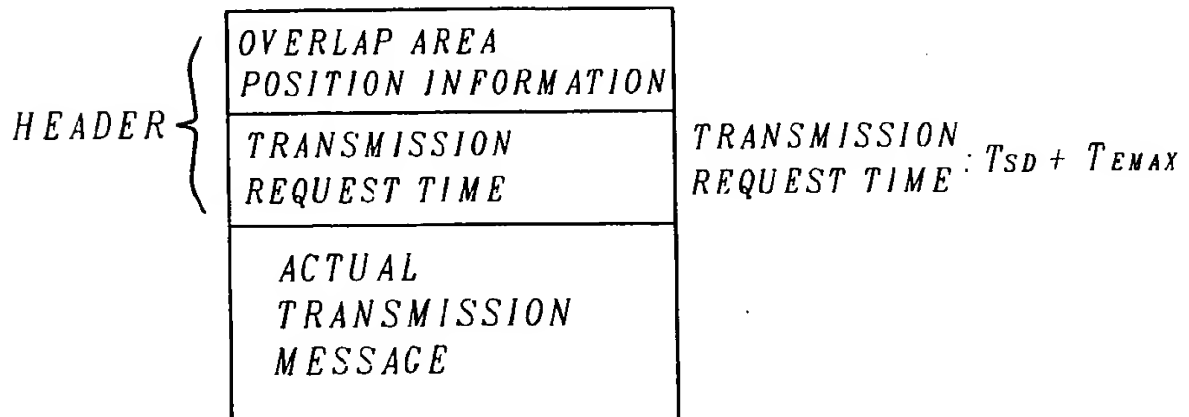 OVERLAP AREA
POSITION INFORMATION
HEADER
TRANSMISSION
REQUEST TIME
TRANSMISSION
REQUEST TIME : TSD + TEMAX
ACTUAL
TRANSMISSION
MESSAGE